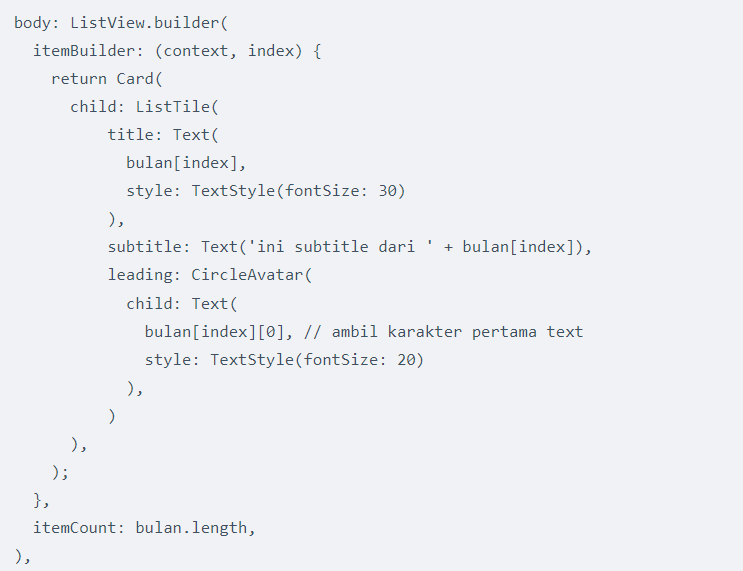 body: ListView.builder(
  itemBuilder: (context, index) {
    return Card(
      child: ListTile(
          title: Text(
            bulan[index],
            style: TextStyle(fontSize: 30)
          ),
          subtitle: Text('ini subtitle dari ' + bulan[index]),
          leading: CircleAvatar(
            child: Text(
              bulan[index][0], // ambil karakter pertama text
              style: TextStyle(fontSize: 20)
            ),
          )
      ),
    );
  },
  itemCount: bulan.length,
),